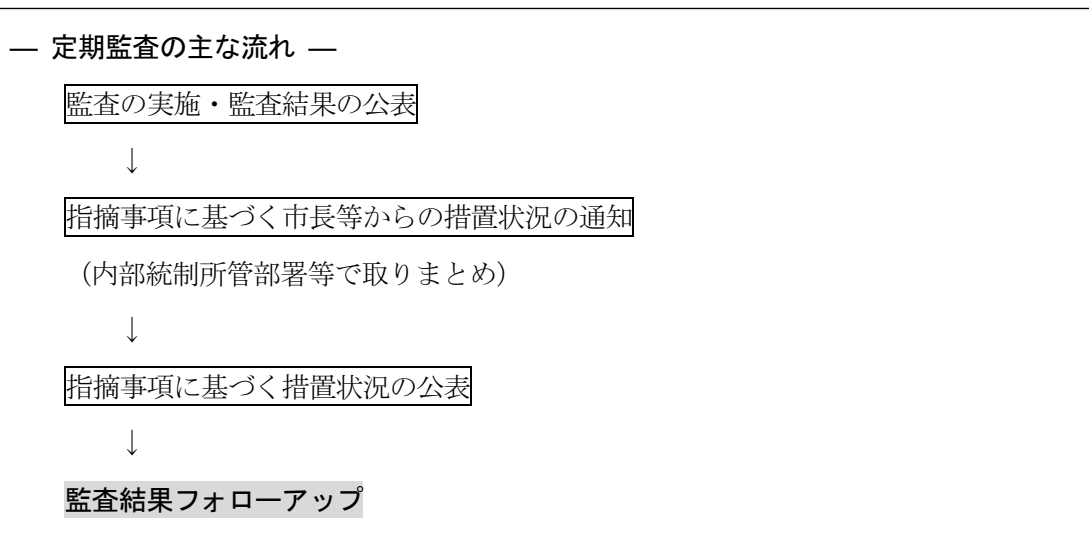 ― 定期監査の主な流れ ―
監査の実施・監査結果の公表
↓
指摘事項に基づく市長等からの措置状況の通知
（内部統制所管部署等で取りまとめ）
↓
指摘事項に基づく措置状況の公表
↓
監査結果フォローアップ